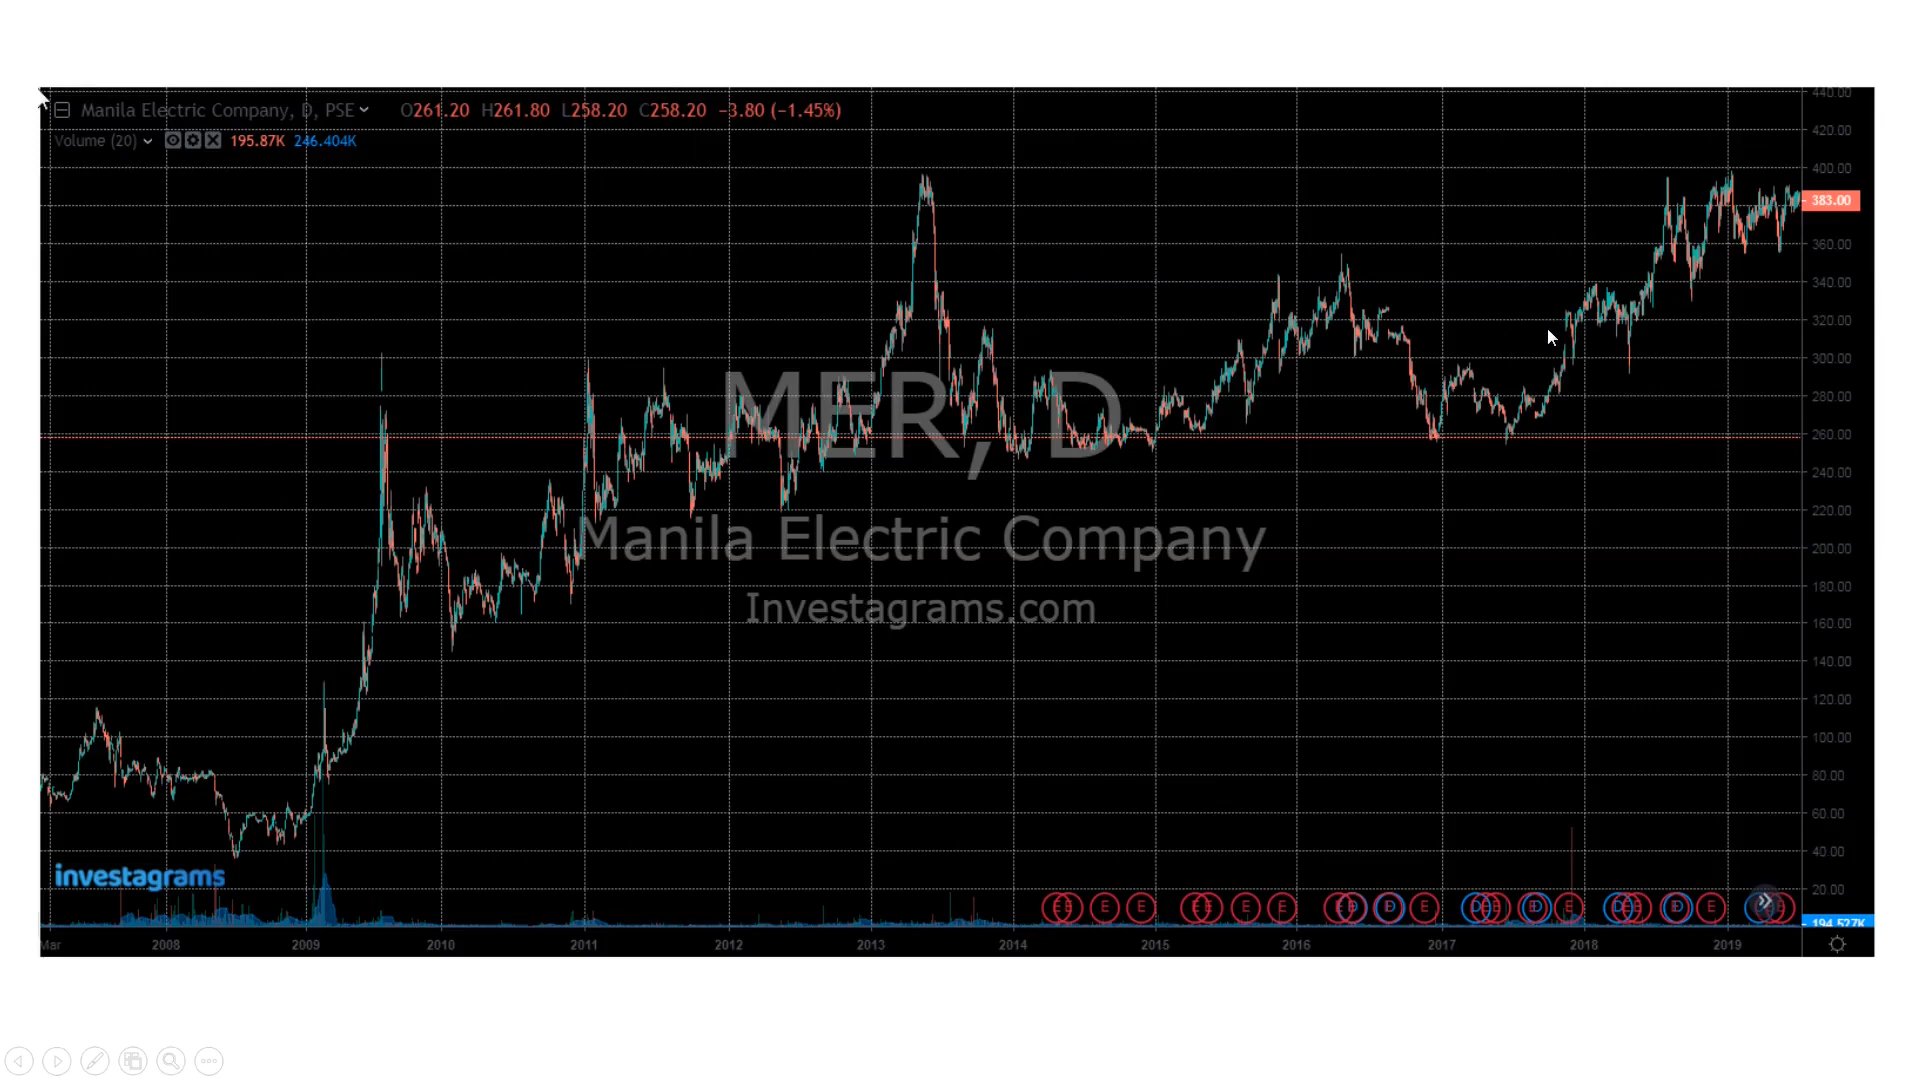 Manila Electric Company, D, PSE O261.20 H261.80 L258.20 C258.20 −3.80 (−1.45%)
Volume (20) 195.87K 246.404K
440.00
420.00
400.00
383.00
360.00
340.00
320.00
300.00
280.00
260.00
240.00
220.00
200.00
180.00
160.00
140.00
120.00
100.00
80.00
60.00
40.00
20.00
194.527K
MER, D
Manila Electric Company
Investagrams.com
investagrams
E E E E E E E E E D D E D E E D E D E E D E E
Mar 2008 2009 2010 2011 2012 2013 2014 2015 2016 2017 2018 2019